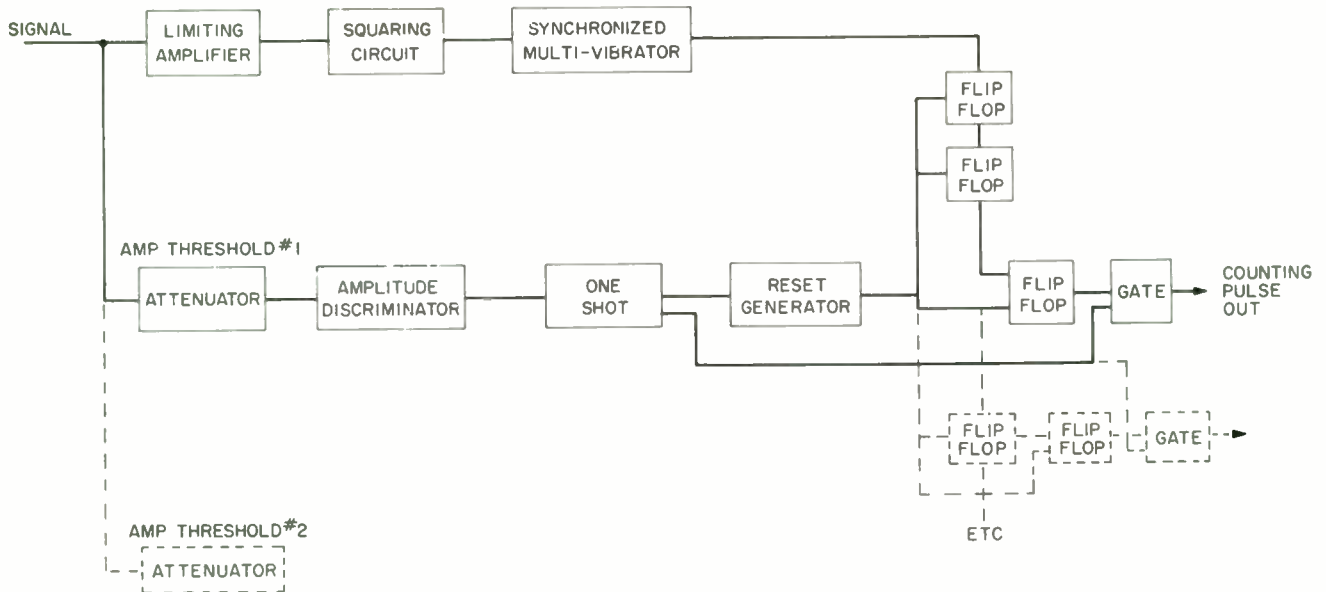 SIGNAL
LIMITING
AMPLIFIER
SQUARING
CIRCUIT
SYNCHRONIZED
MULTI-VIBRATOR
FLIP
FLOP
FLIP
FLOP
AMP THRESHOLD #1
ATTENUATOR
AMPLITUDE
DISCRIMINATOR
ONE
SHOT
RESET
GENERATOR
FLIP
FLOP
GATE
COUNTING
PULSE
OUT
FLIP
FLOP
FLIP
FLOP
GATE
ETC
AMP THRESHOLD #2
ATTENUATOR